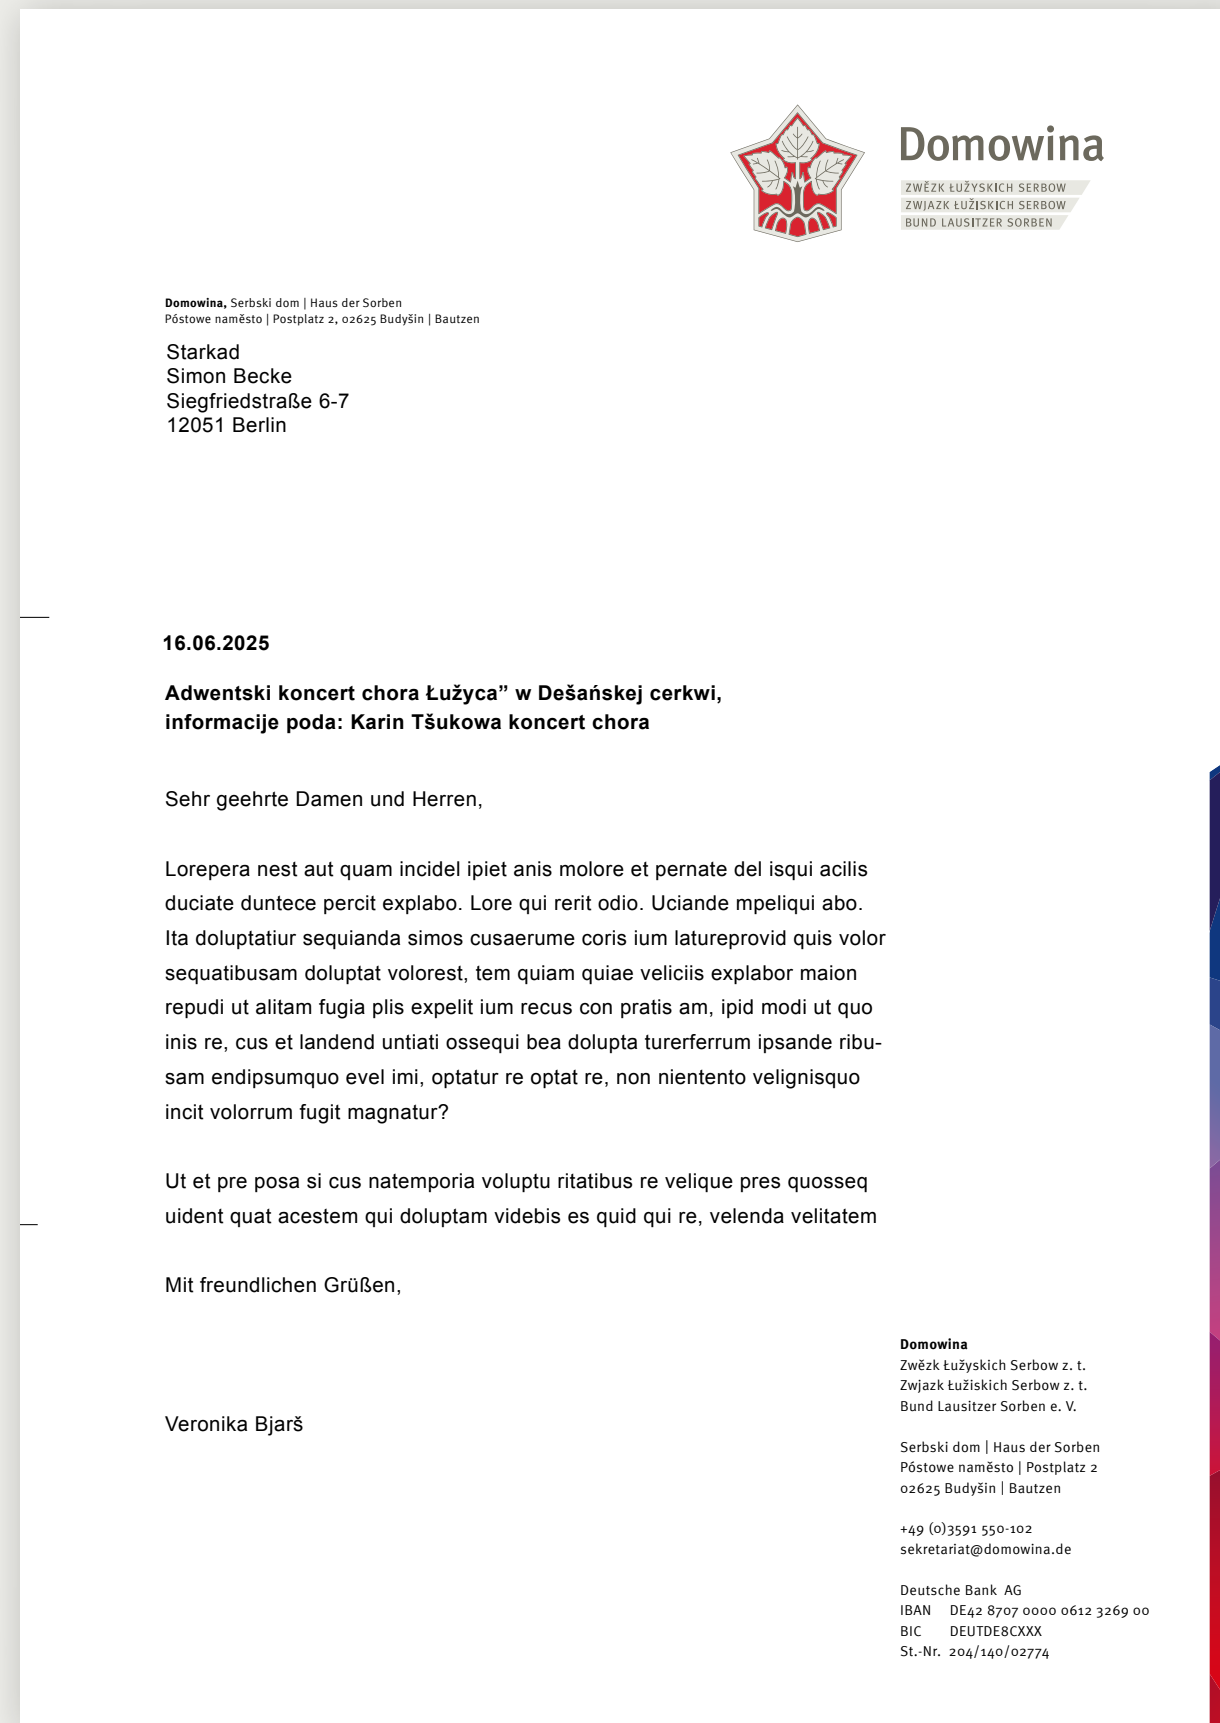 Domowina
ZWĚZK ŁUŽYSKICH SERBOW
ZWJAZK ŁUŽISKICH SERBOW
BUND LAUSITZER SORBEN
Domowina, Serbski dom | Haus der Sorben
Póstowe naměsto | Postplatz 2, 02625 Budyšin | Bautzen
Starkad
Simon Becke
Siegfriedstraße 6-7
12051 Berlin
16.06.2025
Adwentski koncert chora Łužyca” w Dešańskej cerkwi,
informacije poda: Karin Tšukowa koncert chora
Sehr geehrte Damen und Herren,
Lorepera nest aut quam incidel ipiet anis molore et pernate del isqui acilis
duciate duntece percit explabo. Lore qui rerit odio. Uciande mpeliqui abo.
Ita doluptatiur sequianda simos cusaerume coris ium latureprovid quis volor
sequatibusam doluptat volorest, tem quiam quiae veliciis explabor maion
repudi ut alitam fugia plis expelit ium recus con pratis am, ipid modi ut quo
inis re, cus et landend untiati ossequi bea dolupta turerferrum ipsande ribu-
sam endipsumquo evel imi, optatur re optat re, non nientento velignisquo
incit volorrum fugit magnatur?
Ut et pre posa si cus natemporia voluptu ritatibus re velique pres quosseq
uident quat acestem qui doluptam videbis es quid qui re, velenda velitatem
Mit freundlichen Grüßen,
Veronika Bjarš
Domowina
Zwězk Łužyskich Serbow z. t.
Zwjazk Łužiskich Serbow z. t.
Bund Lausitzer Sorben e. V.
Serbski dom | Haus der Sorben
Póstowe naměsto | Postplatz 2
02625 Budyšin | Bautzen
+49 (0)3591 550-102
sekretariat@domowina.de
Deutsche Bank AG
IBAN DE42 8707 0000 0612 3269 00
BIC DEUTDE8CXXX
St.-Nr. 204/140/02774